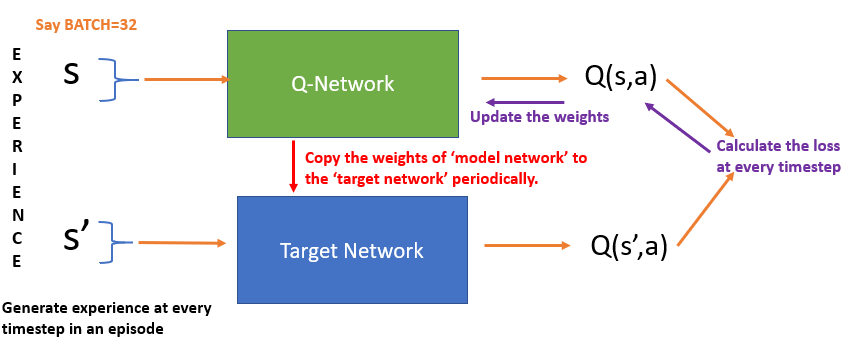 Say BATCH=32
EXPERIENCE
s
Q-Network
Q(s,a)
Update the weights
Calculate the loss
at every timestep
Copy the weights of ‘model network’ to
the ‘target network’ periodically.
s’
Target Network
Q(s’,a)
Generate experience at every
timestep in an episode